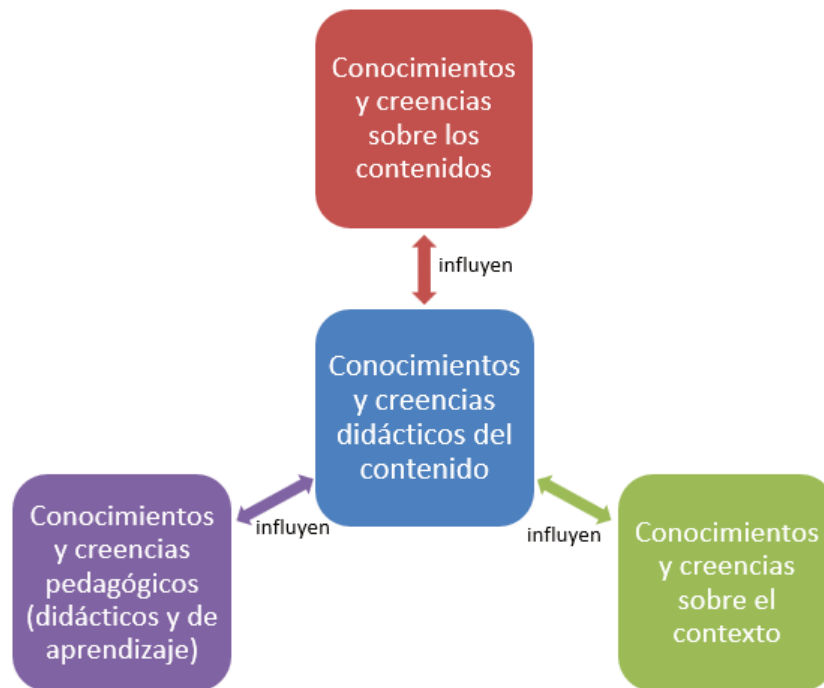 Conocimientos
y creencias
sobre los
contenidos
influyen
Conocimientos
y creencias
didácticos del
contenido
influyen
influyen
Conocimientos
y creencias
pedagógicos
(didácticos y de
aprendizaje)
Conocimientos
y creencias
sobre el
contexto